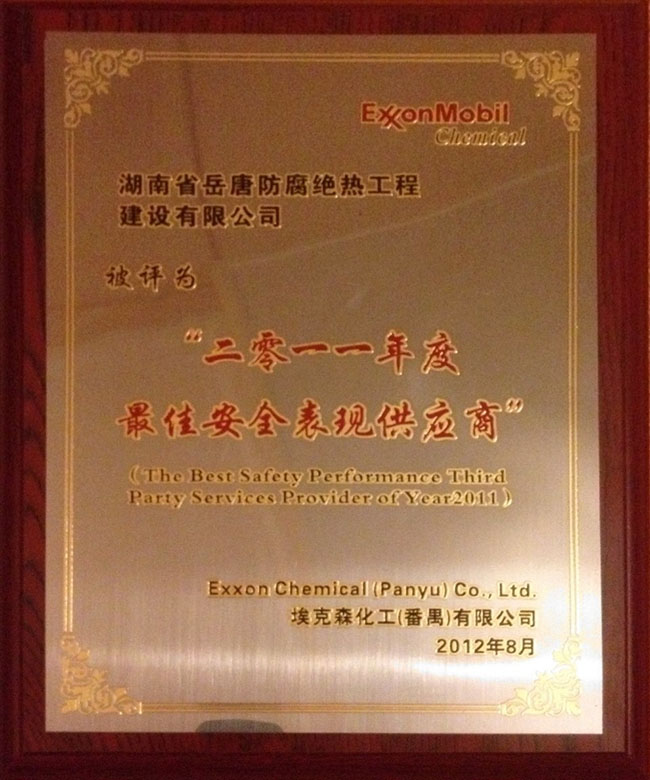 ExxonMobil
Chemical
湖南省岳唐防腐绝热工程
建设有限公司
被评为
“二零一一年度
最佳安全表现供应商”
（The Best Safety Performance Third
Party Services Provider of Year2011）
Exxon Chemical (Panyu) Co., Ltd.
埃克森化工(番禺)有限公司
2012年8月